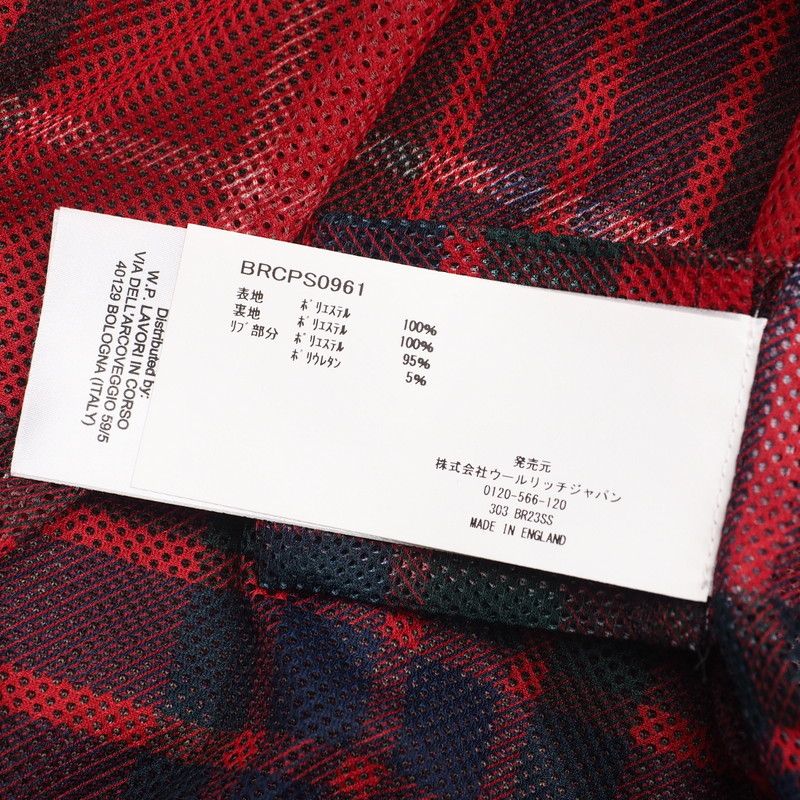 BRCPS0961
表地 ﾎﾟﾘｴｽﾃﾙ 100%
裏地 ﾎﾟﾘｴｽﾃﾙ 100%
ﾘﾌﾞ部分 ﾎﾟﾘｴｽﾃﾙ 95%
ﾎﾟﾘｳﾚﾀﾝ 5%
発売元
株式会社ウールリッチジャパン
0120-566-120
303 BR23SS
MADE IN ENGLAND
Distributed by:
W.P. LAVORI IN CORSO
VIA DELL'ARCOVEGGIO 59/5
40129 BOLOGNA (ITALY)